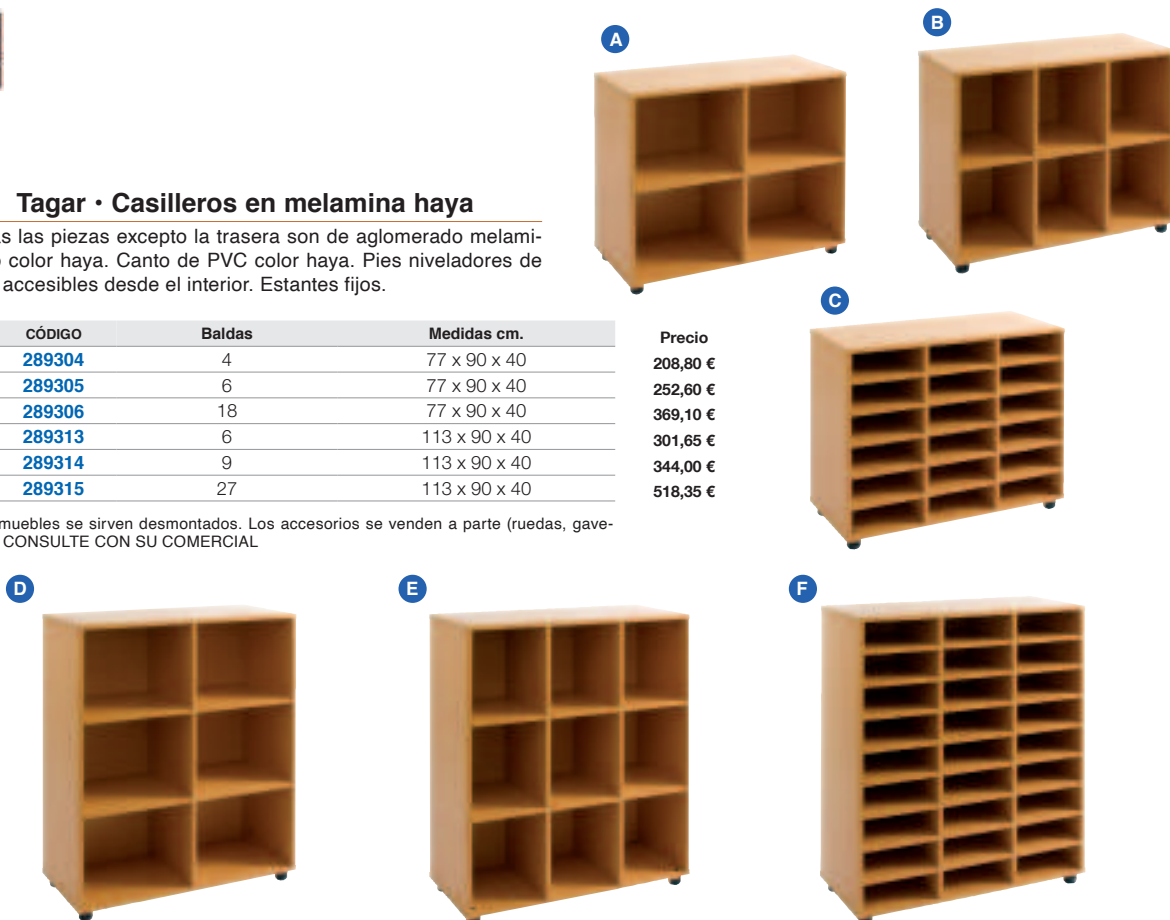 A
B
Tagar • Casilleros en melamina haya
las piezas excepto la trasera son de aglomerado melami-
color haya. Canto de PVC color haya. Pies niveladores de
accesibles desde el interior. Estantes fijos.
C
CÓDIGO Baldas Medidas cm. Precio
289304 4 77 x 90 x 40 208,80 €
289305 6 77 x 90 x 40 252,60 €
289306 18 77 x 90 x 40 369,10 €
289313 6 113 x 90 x 40 301,65 €
289314 9 113 x 90 x 40 344,00 €
289315 27 113 x 90 x 40 518,35 €
muebles se sirven desmontados. Los accesorios se venden a parte (ruedas, gave-
CONSULTE CON SU COMERCIAL
D
E
F